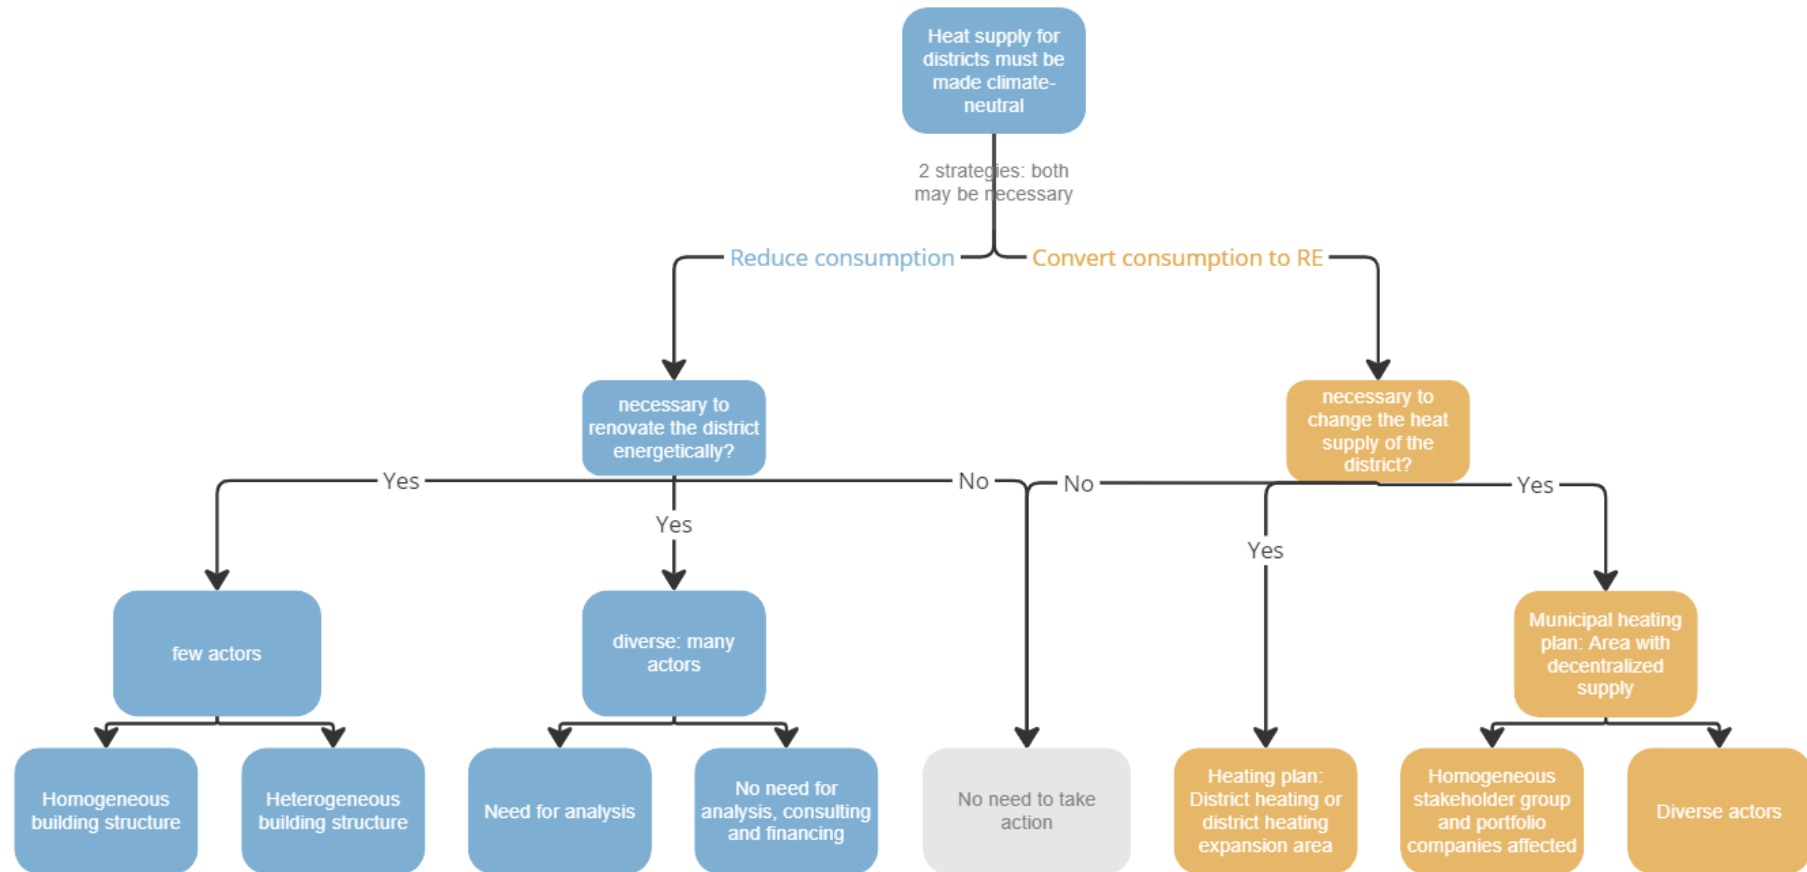 Heat supply for
districts must be
made climate-
neutral
2 strategies: both
may be necessary
Reduce consumption
Convert consumption to RE
necessary to
renovate the district
energetically?
necessary to
change the heat
supply of the
district?
Yes
No
No
Yes
Yes
Yes
few actors
diverse: many
actors
Municipal heating
plan: Area with
decentralized
supply
Homogeneous
building structure
Heterogeneous
building structure
Need for analysis
No need for
analysis, consulting
and financing
No need to take
action
Heating plan:
District heating or
district heating
expansion area
Homogeneous
stakeholder group
and portfolio
companies affected
Diverse actors